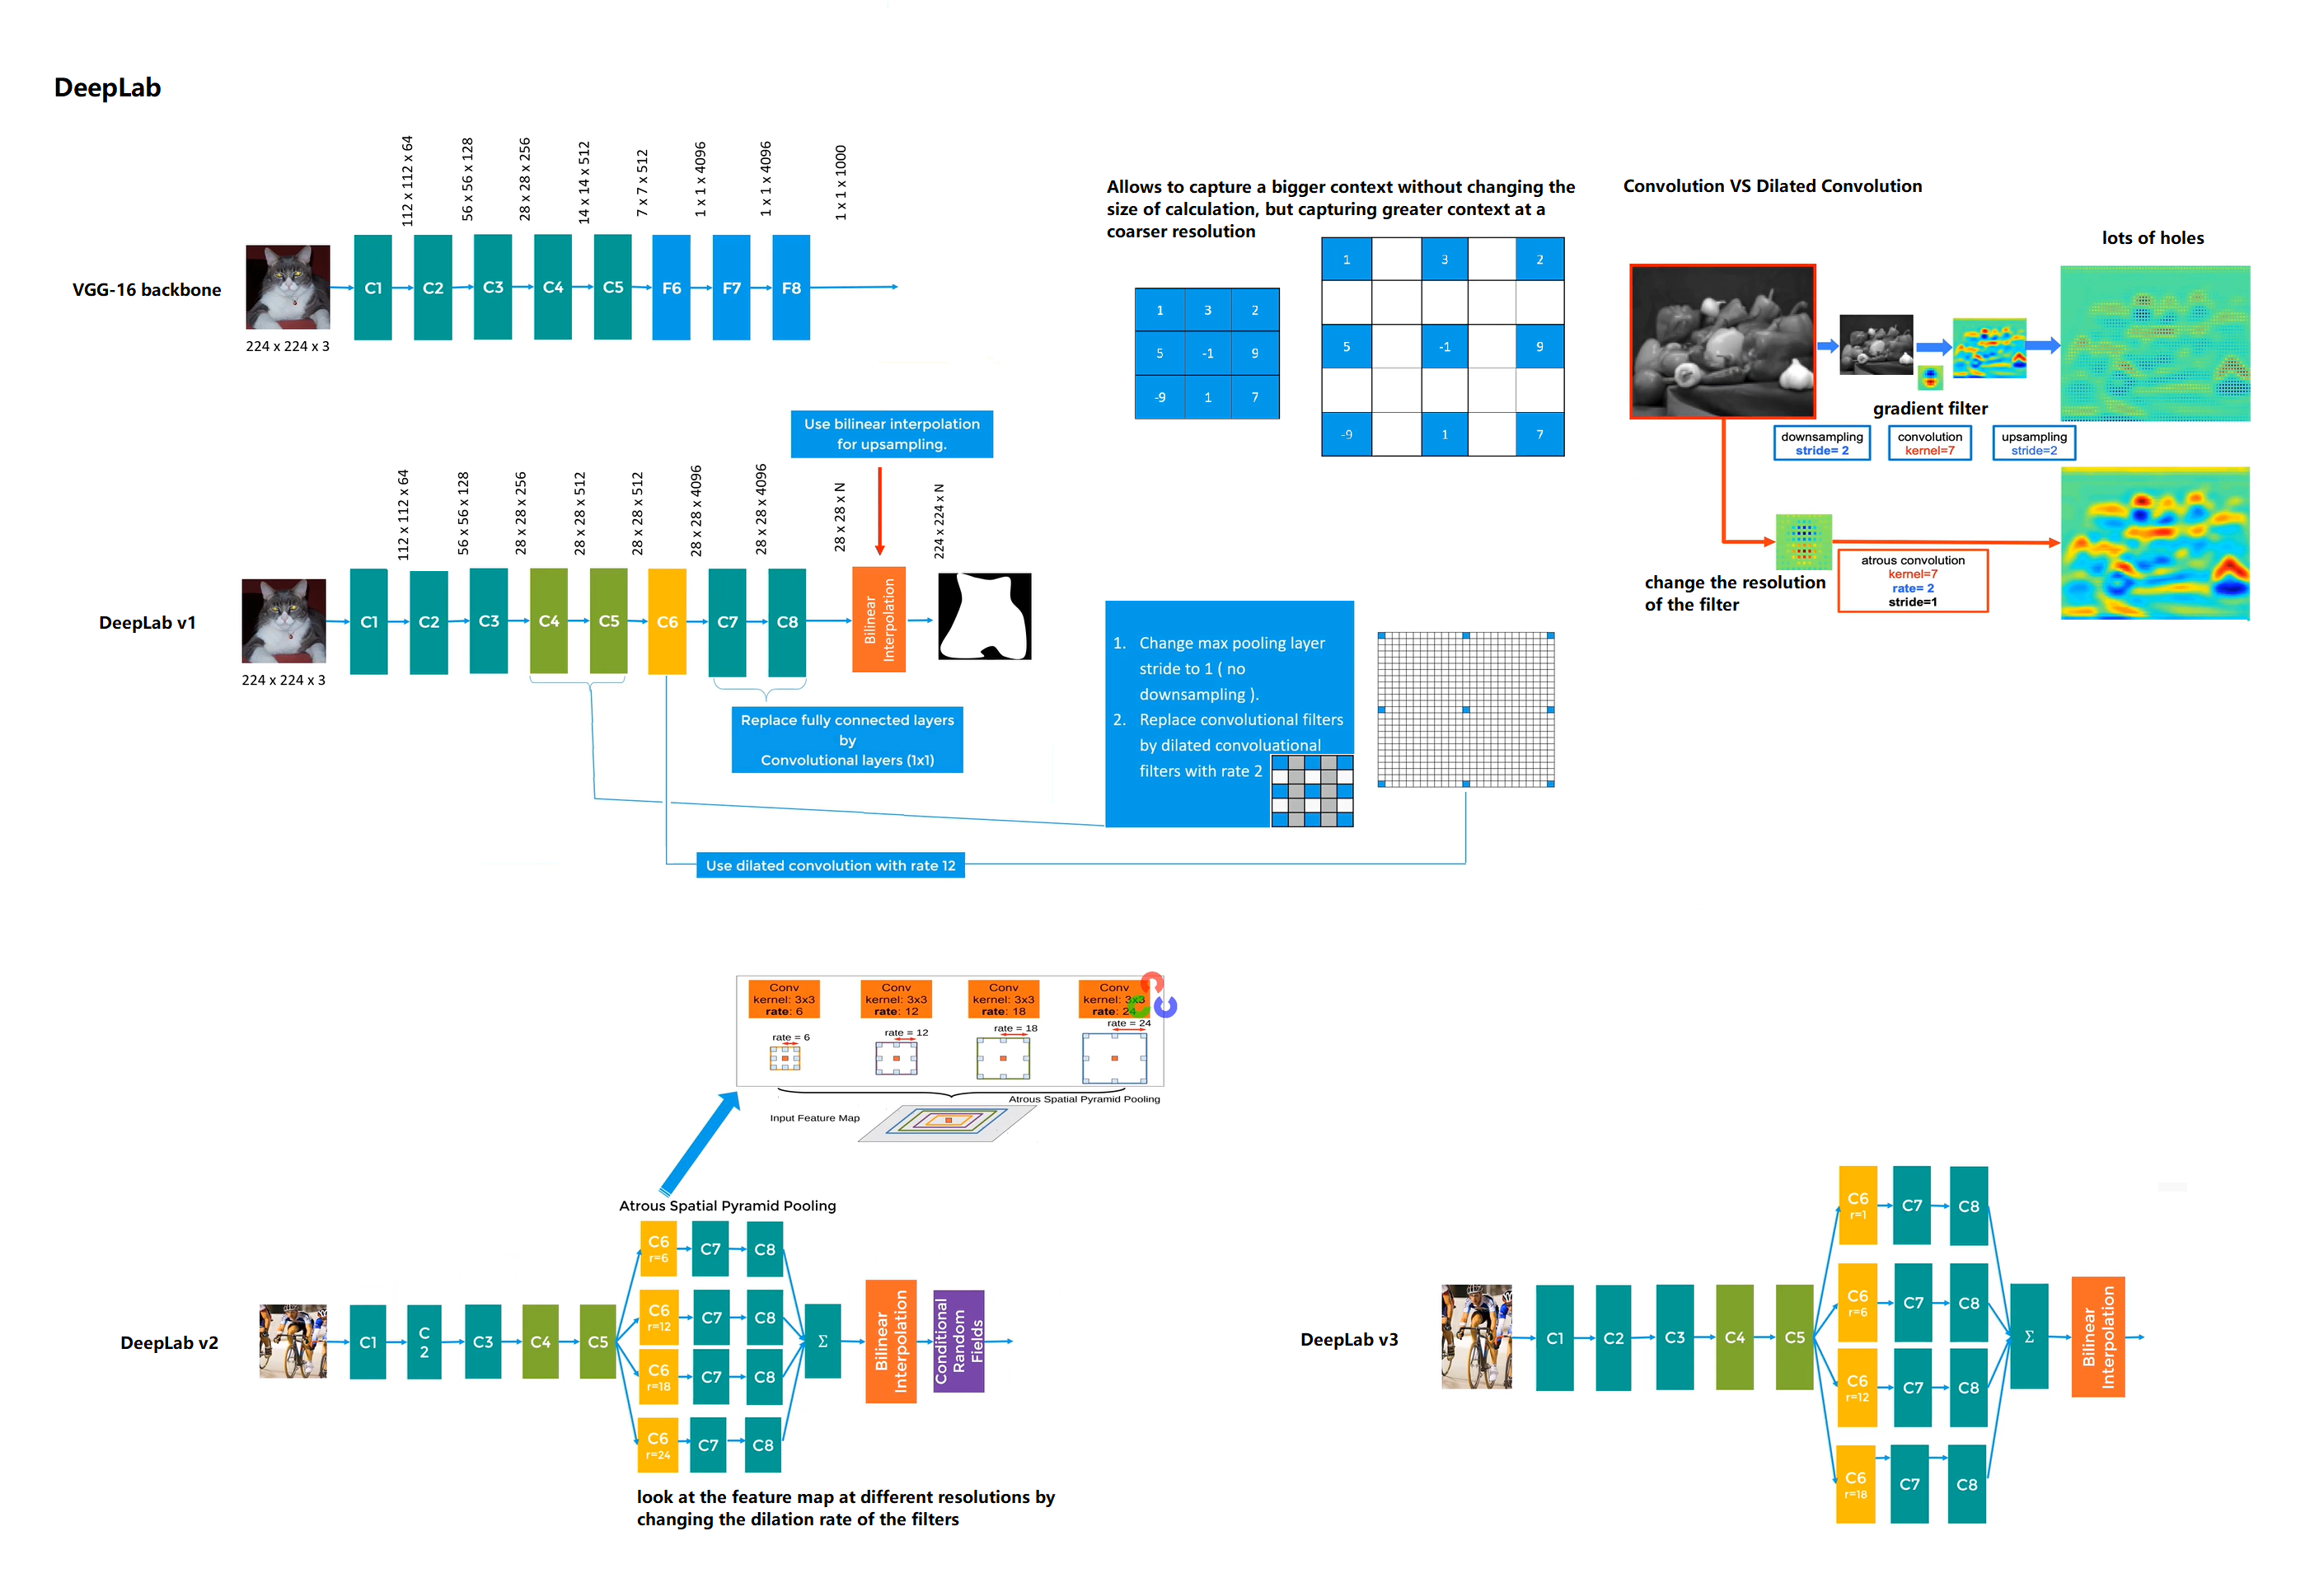 DeepLab
112 x 112 x 64
56 x 56 x 128
28 x 28 x 256
14 x 14 x 512
7 x 7 x 512
1 x 1 x 4096
1 x 1 x 4096
1 x 1 x 1000
VGG-16 backbone
C1
C2
C3
C4
C5
F6
F7
F8
224 x 224 x 3
Allows to capture a bigger context without changing the
size of calculation, but capturing greater context at a
coarser resolution
1 3 2
5 -1 9
-9 1 7
1 3 2
5 -1 9
-9 1 7
Convolution VS Dilated Convolution
lots of holes
gradient filter
downsampling
stride= 2
convolution
kernel=7
upsampling
stride=2
change the resolution
of the filter
atrous convolution
kernel=7
rate= 2
stride=1
Use bilinear interpolation
for upsampling.
112 x 112 x 64
56 x 56 x 128
28 x 28 x 256
28 x 28 x 512
28 x 28 x 512
28 x 28 x 4096
28 x 28 x 4096
28 x 28 x N
224 x 224 x N
DeepLab v1
C1
C2
C3
C4
C5
C6
C7
C8
Bilinear
Interpolation
224 x 224 x 3
Replace fully connected layers
by
Convolutional layers (1x1)
1. Change max pooling layer
stride to 1 ( no
downsampling ).
2. Replace convolutional filters
by dilated convoluational
filters with rate 2
Use dilated convolution with rate 12
Conv
kernel: 3x3
rate: 6
Conv
kernel: 3x3
rate: 12
Conv
kernel: 3x3
rate: 18
Conv
kernel: 3x3
rate: 24
rate = 6
rate = 12
rate = 18
rate = 24
Atrous Spatial Pyramid Pooling
Input Feature Map
Atrous Spatial Pyramid Pooling
DeepLab v2
C1
C
2
C3
C4
C5
C6
r=6
C7
C8
C6
r=12
C7
C8
C6
r=18
C7
C8
C6
r=24
C7
C8
Σ
Bilinear
Interpolation
Conditional
Random
Fields
look at the feature map at different resolutions by
changing the dilation rate of the filters
DeepLab v3
C1
C2
C3
C4
C5
C6
r=1
C7
C8
C6
r=6
C7
C8
C6
r=12
C7
C8
C6
r=18
C7
C8
Σ
Bilinear
Interpolation